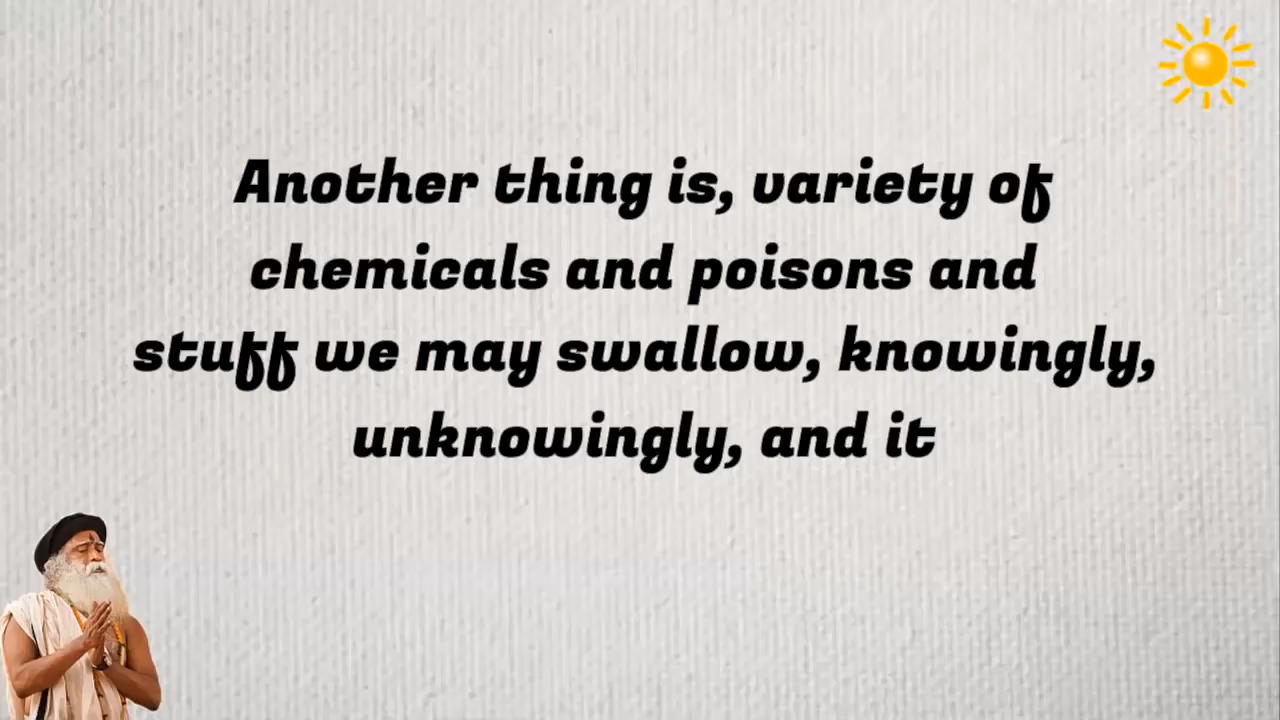 Another thing is, variety of
chemicals and poisons and
stuff we may swallow, knowingly,
unknowingly, and it